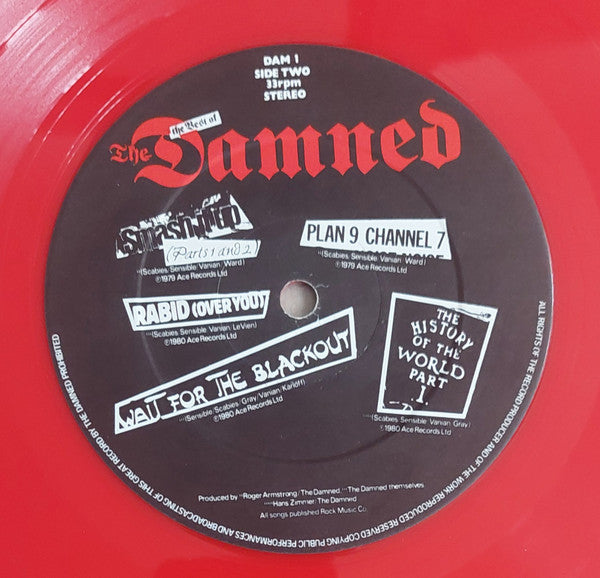 DAM 1
SIDE TWO
33rpm
STEREO
the Best of
The Damned
Smash it up
(Parts 1 and 2)
(Scabies Sensible Vanian Ward)
℗1979 Ace Records Ltd
PLAN 9 CHANNEL 7
(Scabies Sensible Vanian Ward)
℗1979 Ace Records Ltd
RABID (OVER YOU)
(Scabies Sensible Vanian LeVien)
℗1980 Ace Records Ltd
WAIT FOR THE BLACKOUT
(Sensible/Scabies/Gray/Vanian/Karloff)
℗1980 Ace Records Ltd
THE
HISTORY
OF THE
WORLD
PART
1
(Scabies Sensible Vanian Gray)
℗1980 Ace Records Ltd
Produced by *Roger Armstrong/The Damned, **The Damned themselves
***Hans Zimmer/The Damned
All songs published Rock Music Co.
ALL RIGHTS OF THE RECORD PRODUCER AND OF THE WORK REPRODUCED RESERVED COPYING PUBLIC PERFORMANCES AND BROADCASTING OF THIS GREAT RECORD BY THE DAMNED PROHIBITED